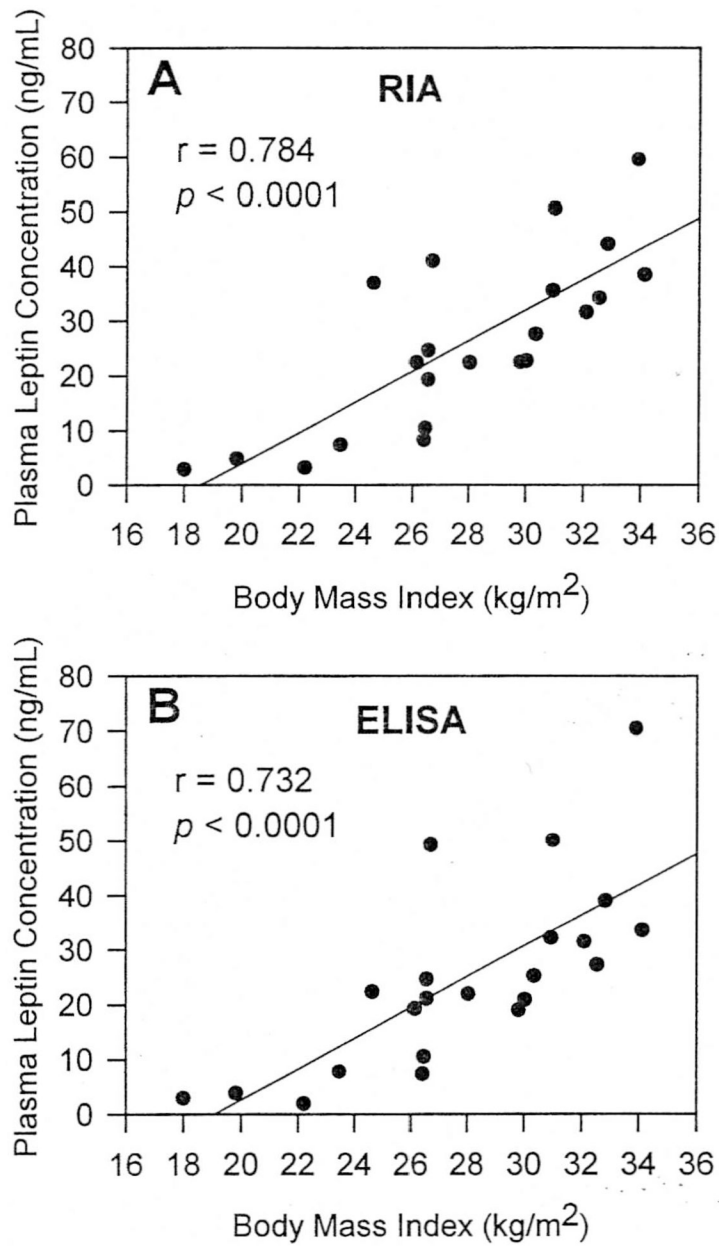 Plasma Leptin Concentration (ng/mL)
A
RIA
r = 0.784
p < 0.0001
80
70
60
50
40
30
20
10
0
16 18 20 22 24 26 28 30 32 34 36
Body Mass Index (kg/m²)
Plasma Leptin Concentration (ng/mL)
B
ELISA
r = 0.732
p < 0.0001
80
70
60
50
40
30
20
10
0
16 18 20 22 24 26 28 30 32 34 36
Body Mass Index (kg/m²)